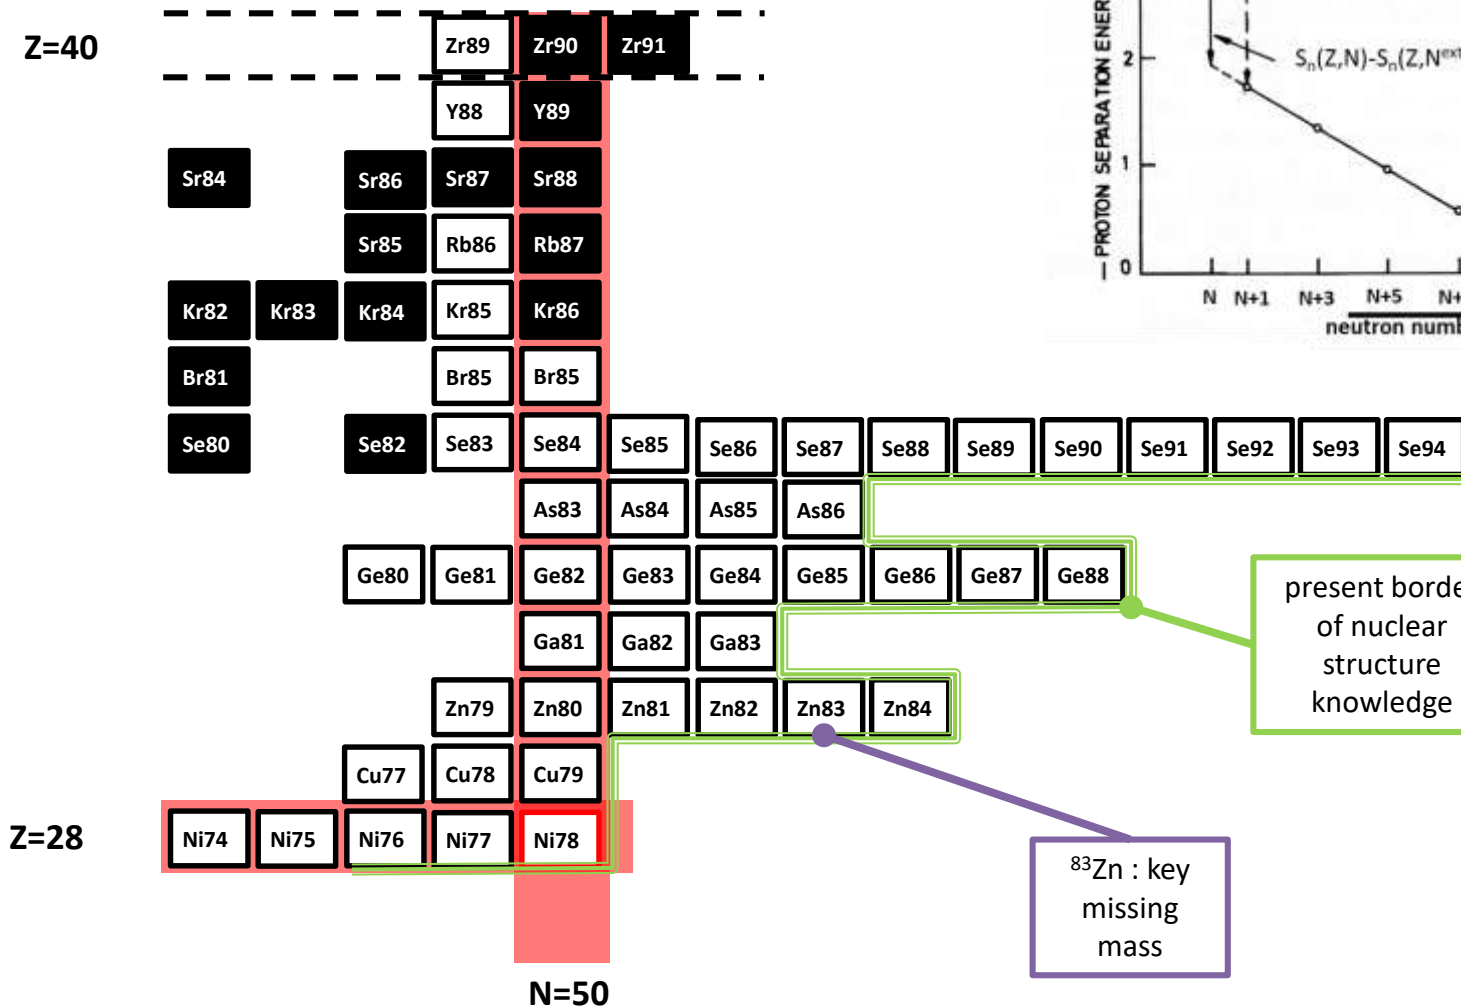 Z=40
Zr89 Zr90 Zr91
Y88 Y89
Sr84 Sr86 Sr87 Sr88
Sr85 Rb86 Rb87
Kr82 Kr83 Kr84 Kr85 Kr86
Br81 Br85 Br85
Se80 Se82 Se83 Se84 Se85 Se86 Se87 Se88 Se89 Se90 Se91 Se92 Se93 Se94
As83 As84 As85 As86
Ge80 Ge81 Ge82 Ge83 Ge84 Ge85 Ge86 Ge87 Ge88
Ga81 Ga82 Ga83
Zn79 Zn80 Zn81 Zn82 Zn83 Zn84
Cu77 Cu78 Cu79
Z=28
Ni74 Ni75 Ni76 Ni77 Ni78
N=50
— PROTON SEPARATION ENER
2
1
0
Sₙ(Z,N)-Sₙ(Z,Nᵉˣᵗ
N N+1 N+3 N+5 N+
neutron numb
present borde
of nuclear
structure
knowledge
⁸³Zn : key
missing
mass